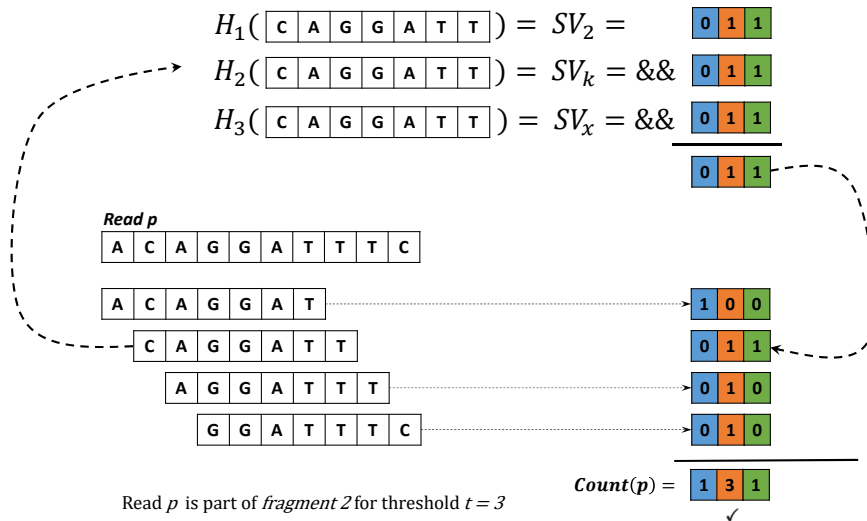 H₁( C A G G A T T ) = SV₂ = 0 1 1
H₂( C A G G A T T ) = SVₖ = && 0 1 1
H₃( C A G G A T T ) = SVₓ = && 0 1 1
0 1 1
Read p
A C A G G A T T T C
A C A G G A T 1 0 0
C A G G A T T 0 1 1
A G G A T T T 0 1 0
G G A T T T C 0 1 0
Count(p) = 1 3 1
Read p is part of fragment 2 for threshold t = 3
✓